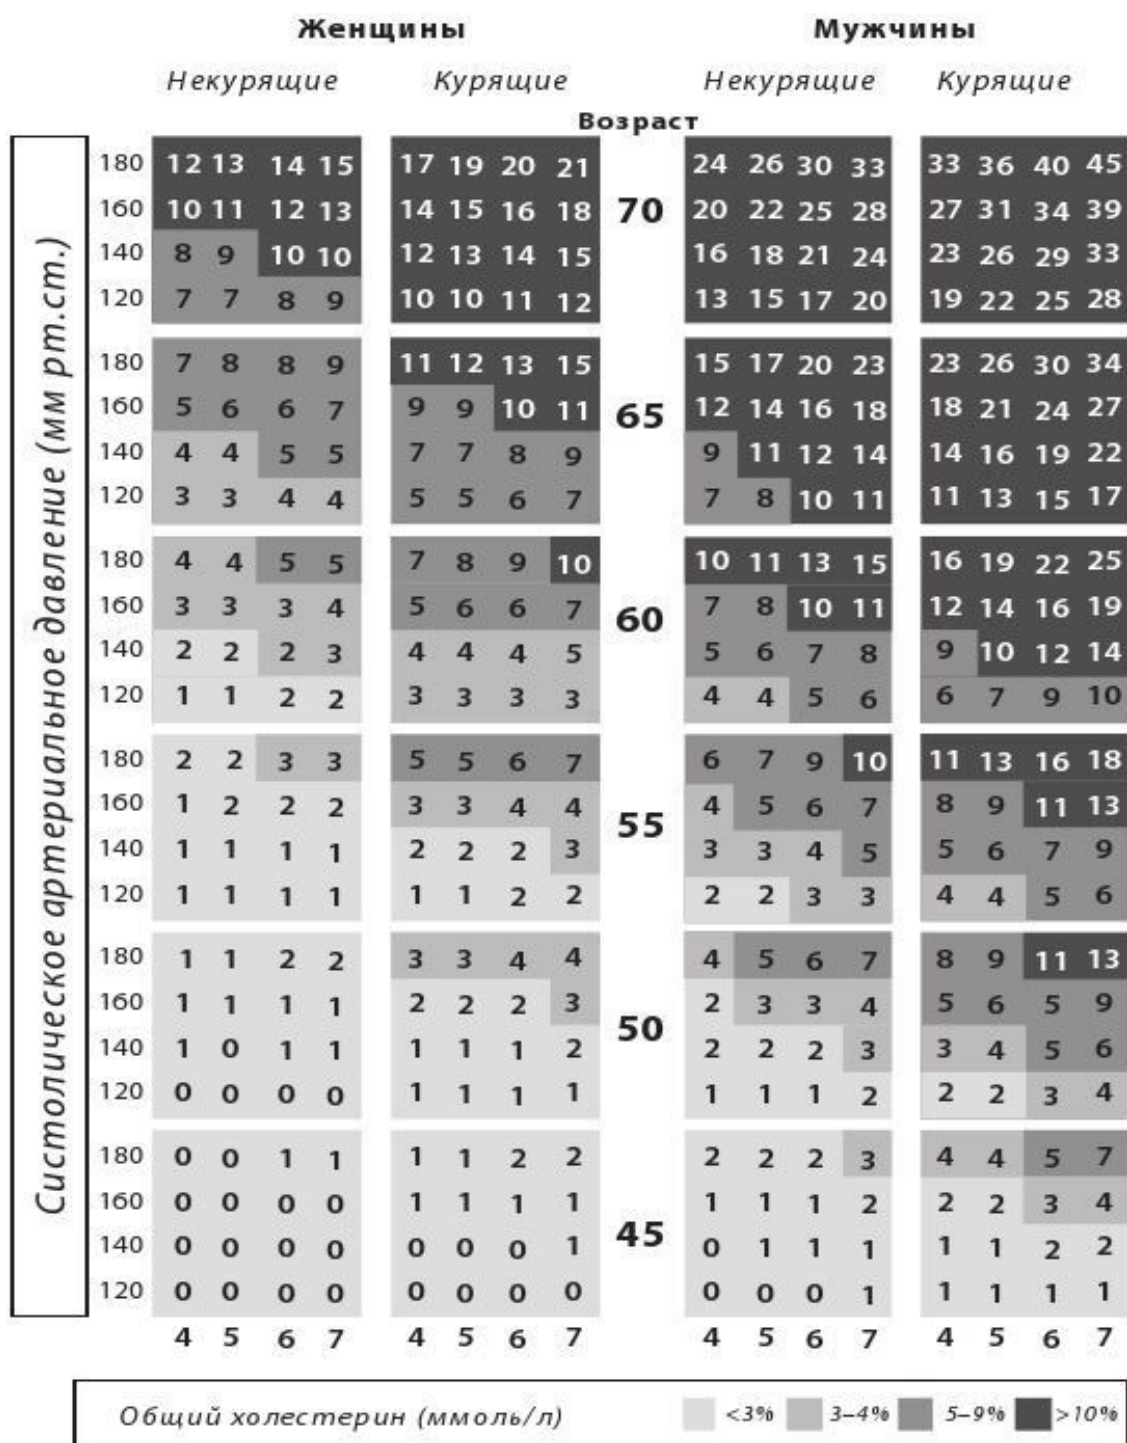 Женщины Мужчины
Некурящие Курящие Некурящие Курящие
Возраст
Систолическое артериальное давление (мм рт.ст.)
180 12 13 14 15 17 19 20 21 24 26 30 33 33 36 40 45
160 10 11 12 13 14 15 16 18 70 20 22 25 28 27 31 34 39
140 8 9 10 10 12 13 14 15 16 18 21 24 23 26 29 33
120 7 7 8 9 10 10 11 12 13 15 17 20 19 22 25 28
180 7 8 8 9 11 12 13 15 15 17 20 23 23 26 30 34
160 5 6 6 7 9 9 10 11 65 12 14 16 18 18 21 24 27
140 4 4 5 5 7 7 8 9 9 11 12 14 14 16 19 22
120 3 3 4 4 5 5 6 7 7 8 10 11 11 13 15 17
180 4 4 5 5 7 8 9 10 10 11 13 15 16 19 22 25
160 3 3 3 4 5 6 6 7 60 7 8 10 11 12 14 16 19
140 2 2 2 3 4 4 4 5 5 6 7 8 9 10 12 14
120 1 1 2 2 3 3 3 3 4 4 5 6 6 7 9 10
180 2 2 3 3 5 5 6 7 6 7 9 10 11 13 16 18
160 1 2 2 2 3 3 4 4 55 4 5 6 7 8 9 11 13
140 1 1 1 1 2 2 2 3 3 3 4 5 5 6 7 9
120 1 1 1 1 1 1 2 2 2 2 3 3 4 4 5 6
180 1 1 2 2 3 3 4 4 4 5 6 7 8 9 11 13
160 1 1 1 1 2 2 2 3 50 2 3 3 4 5 6 5 9
140 1 0 1 1 1 1 1 2 2 2 2 3 3 4 5 6
120 0 0 0 0 1 1 1 1 1 1 1 2 2 2 3 4
180 0 0 1 1 1 1 2 2 2 2 2 3 4 4 5 7
160 0 0 0 0 1 1 1 1 45 1 1 1 2 2 2 3 4
140 0 0 0 0 0 0 0 1 0 1 1 1 1 1 2 2
120 0 0 0 0 0 0 0 0 0 0 0 1 1 1 1 1
4 5 6 7 4 5 6 7 4 5 6 7 4 5 6 7
Общий холестерин (ммоль/л) <3% 3–4% 5–9% >10%